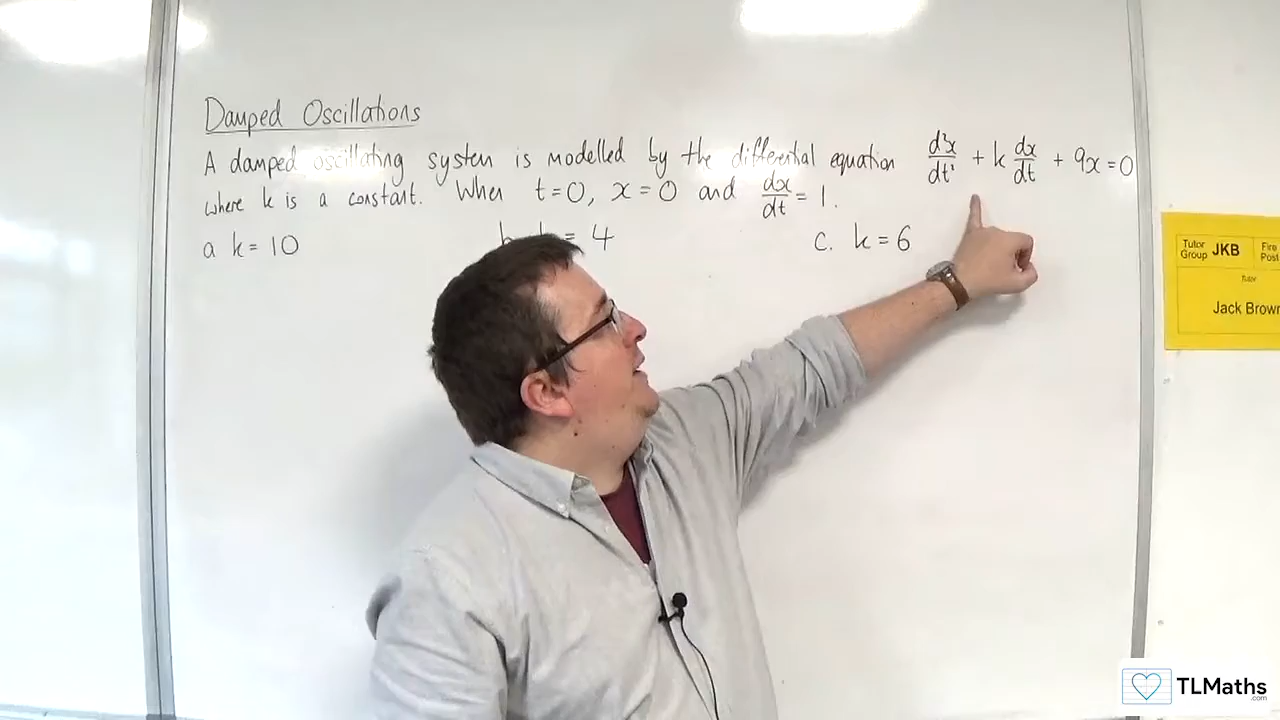 Damped Oscillations
A damped oscillating system is modelled by the differential equation d²x/dt² + k dx/dt + 9x = 0
where k is a constant. When t = 0, x = 0 and dx/dt = 1.
a k = 10
= 4
c. k = 6
Tutor Group JKB
Fire
Post
Tutor
Jack Brown
TLMaths
.com